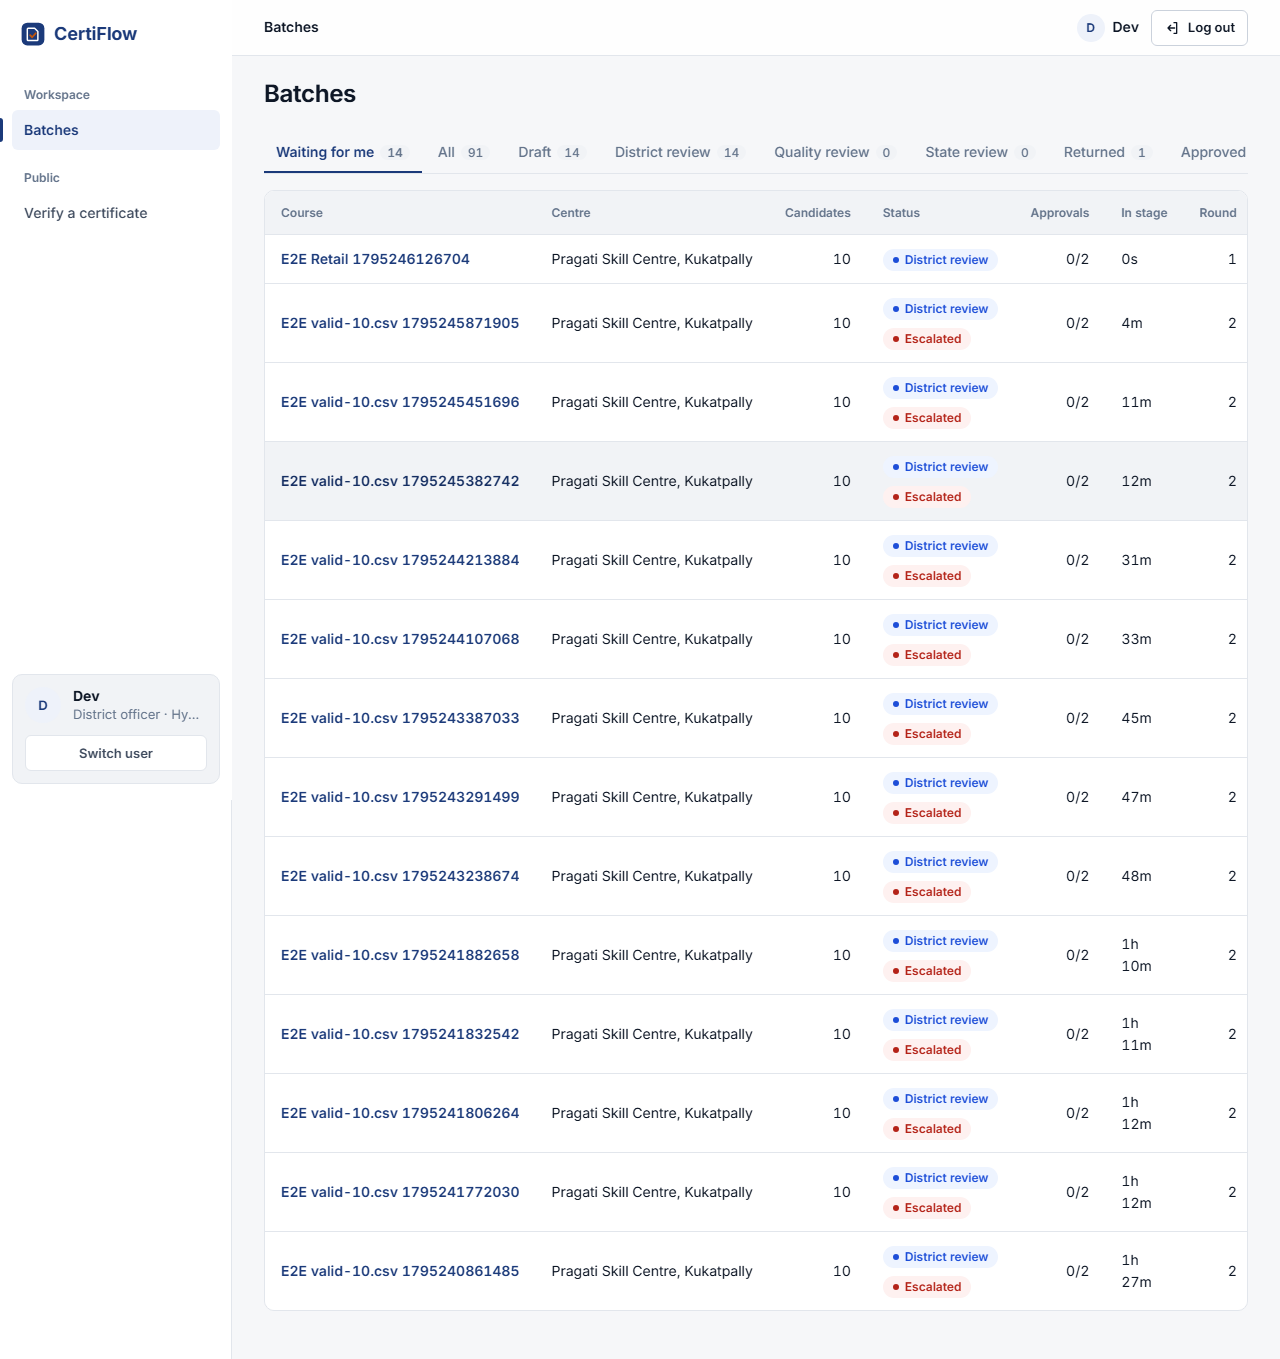 CertiFlow
Workspace
Batches
Public
Verify a certificate
D
Dev
District officer · Hy...
Switch user
Batches
D Dev Log out
Batches
Waiting for me 14 All 91 Draft 14 District review 14 Quality review 0 State review 0 Returned 1 Approved
Course Centre Candidates Status Approvals In stage Round
E2E Retail 1795246126704 Pragati Skill Centre, Kukatpally 10 District review 0/2 0s 1
E2E valid-10.csv 1795245871905 Pragati Skill Centre, Kukatpally 10 District review 0/2 4m 2
Escalated
E2E valid-10.csv 1795245451696 Pragati Skill Centre, Kukatpally 10 District review 0/2 11m 2
Escalated
E2E valid-10.csv 1795245382742 Pragati Skill Centre, Kukatpally 10 District review 0/2 12m 2
Escalated
E2E valid-10.csv 1795244213884 Pragati Skill Centre, Kukatpally 10 District review 0/2 31m 2
Escalated
E2E valid-10.csv 1795244107068 Pragati Skill Centre, Kukatpally 10 District review 0/2 33m 2
Escalated
E2E valid-10.csv 1795243387033 Pragati Skill Centre, Kukatpally 10 District review 0/2 45m 2
Escalated
E2E valid-10.csv 1795243291499 Pragati Skill Centre, Kukatpally 10 District review 0/2 47m 2
Escalated
E2E valid-10.csv 1795243238674 Pragati Skill Centre, Kukatpally 10 District review 0/2 48m 2
Escalated
E2E valid-10.csv 1795241882658 Pragati Skill Centre, Kukatpally 10 District review 0/2 1h 2
Escalated 10m
E2E valid-10.csv 1795241832542 Pragati Skill Centre, Kukatpally 10 District review 0/2 1h 2
Escalated 11m
E2E valid-10.csv 1795241806264 Pragati Skill Centre, Kukatpally 10 District review 0/2 1h 2
Escalated 12m
E2E valid-10.csv 1795241772030 Pragati Skill Centre, Kukatpally 10 District review 0/2 1h 2
Escalated 12m
E2E valid-10.csv 1795240861485 Pragati Skill Centre, Kukatpally 10 District review 0/2 1h 2
Escalated 27m